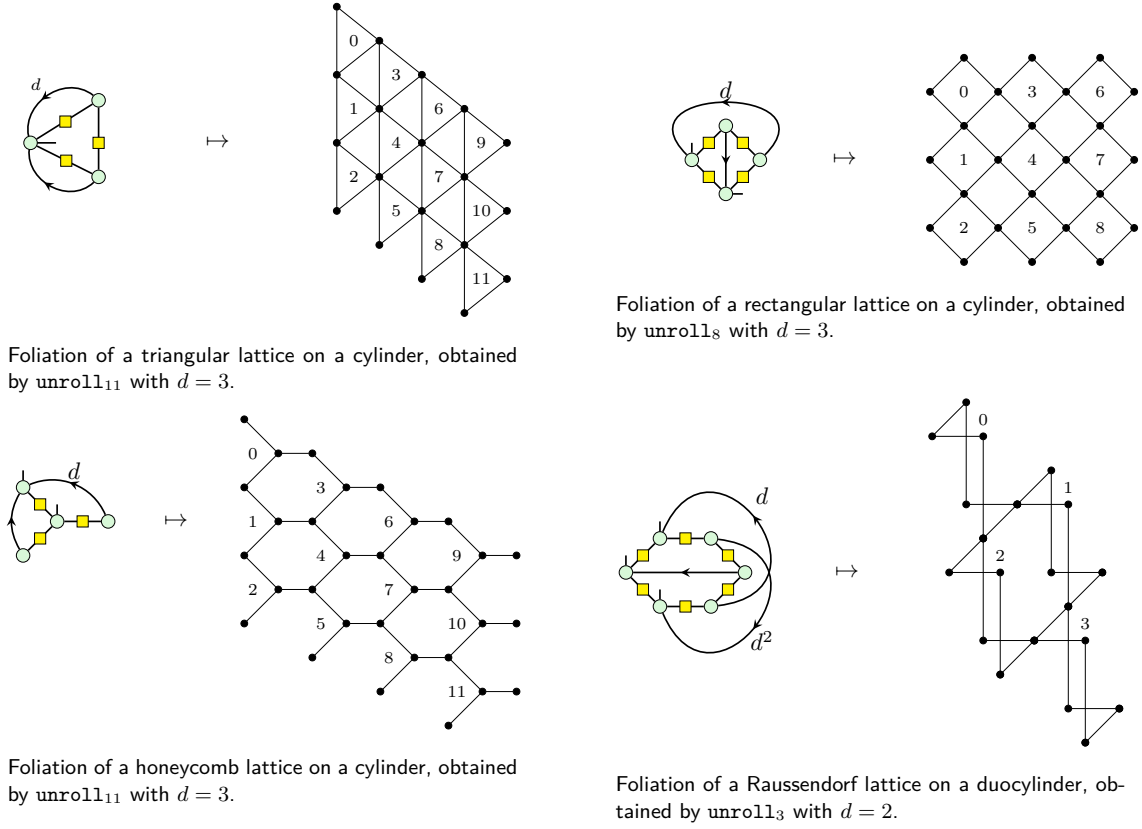 d
↦
0
3
1
6
4
9
2
7
5
10
8
11
Foliation of a triangular lattice on a cylinder, obtained
by unroll₁₁ with d = 3.
d
↦
0 3 6
1 4 7
2 5 8
Foliation of a rectangular lattice on a cylinder, obtained
by unroll₈ with d = 3.
d
↦
0
3
1 6
4 9
2 7
5 10
8
11
Foliation of a honeycomb lattice on a cylinder, obtained
by unroll₁₁ with d = 3.
d
d²
↦
0
1
2
3
Foliation of a Raussendorf lattice on a duocylinder, ob-
tained by unroll₃ with d = 2.